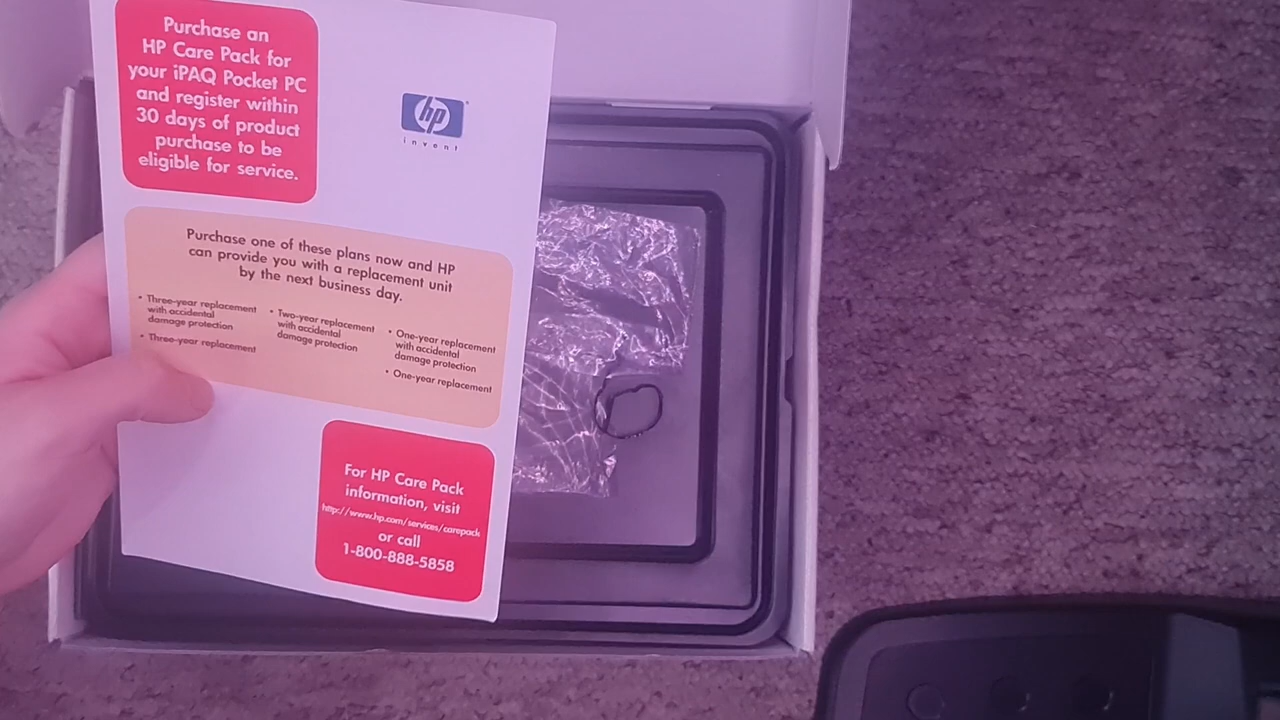 Purchase an
HP Care Pack for
your iPAQ Pocket PC
and register within
30 days of product
purchase to be
eligible for service.
hp
invent
Purchase one of these plans now and HP
can provide you with a replacement unit
by the next business day.
• Three-year replacement
with accidental
damage protection
• Three-year replacement
• Two-year replacement
with accidental
damage protection
• One-year replacement
with accidental
damage protection
• One-year replacement
For HP Care Pack
information, visit
http://www.hp.com/services/carepack
or call
1-800-888-5858